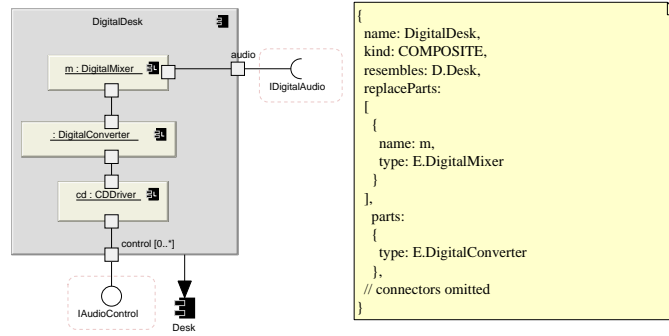 DigitalDesk
audio
m : DigitalMixer
IDigitalAudio
: DigitalConverter
cd : CDDriver
control [0..*]
IAudioControl
Desk
{
name: DigitalDesk,
kind: COMPOSITE,
resembles: D.Desk,
replaceParts:
[
{
name: m,
type: E.DigitalMixer
}
],
parts:
{
type: E.DigitalConverter
},
// connectors omitted
}